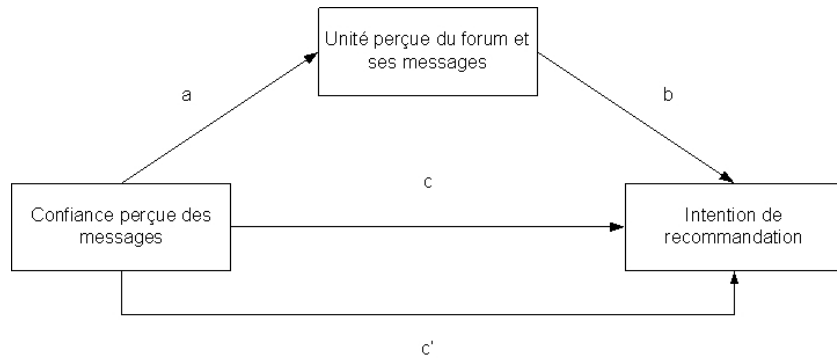 Unité perçue du forum et
ses messages
a
b
c
Confiance perçue des
messages
Intention de
recommandation
c'